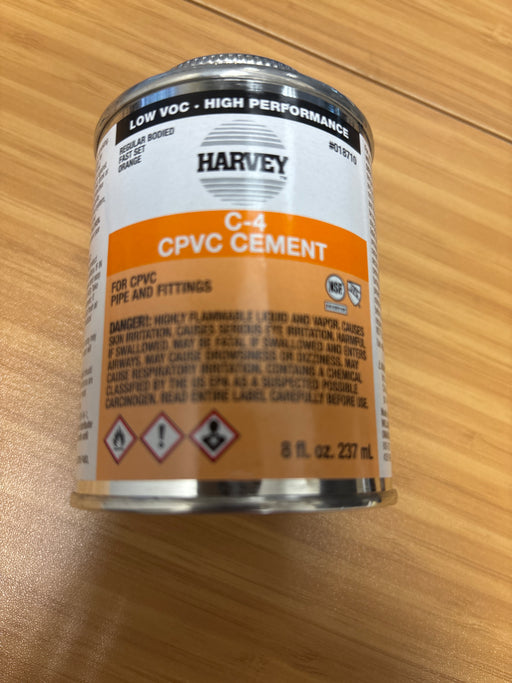 LOW VOC · HIGH PERFORMANCE
REGULAR BODIED
FAST SET
ORANGE
#018710
HARVEY
C-4
CPVC CEMENT
FOR CPVC
PIPE AND FITTINGS
NSF
DANGER! HIGHLY FLAMMABLE LIQUID AND VAPOR, CAUSES
SKIN IRRITATION, CAUSES SERIOUS EYE IRRITATION. HARMFUL
IF SWALLOWED. MAY BE FATAL IF SWALLOWED AND ENTERS
AIRWAYS. MAY CAUSE DROWSINESS OR DIZZINESS. MAY
CAUSE RESPIRATORY IRRITATION. CONTAINS A CHEMICAL
CLASSIFIED BY THE US EPA AS A SUSPECTED POSSIBLE
CARCINOGEN. READ ENTIRE LABEL CAREFULLY BEFORE USE.
8 fl. oz. 237 mL